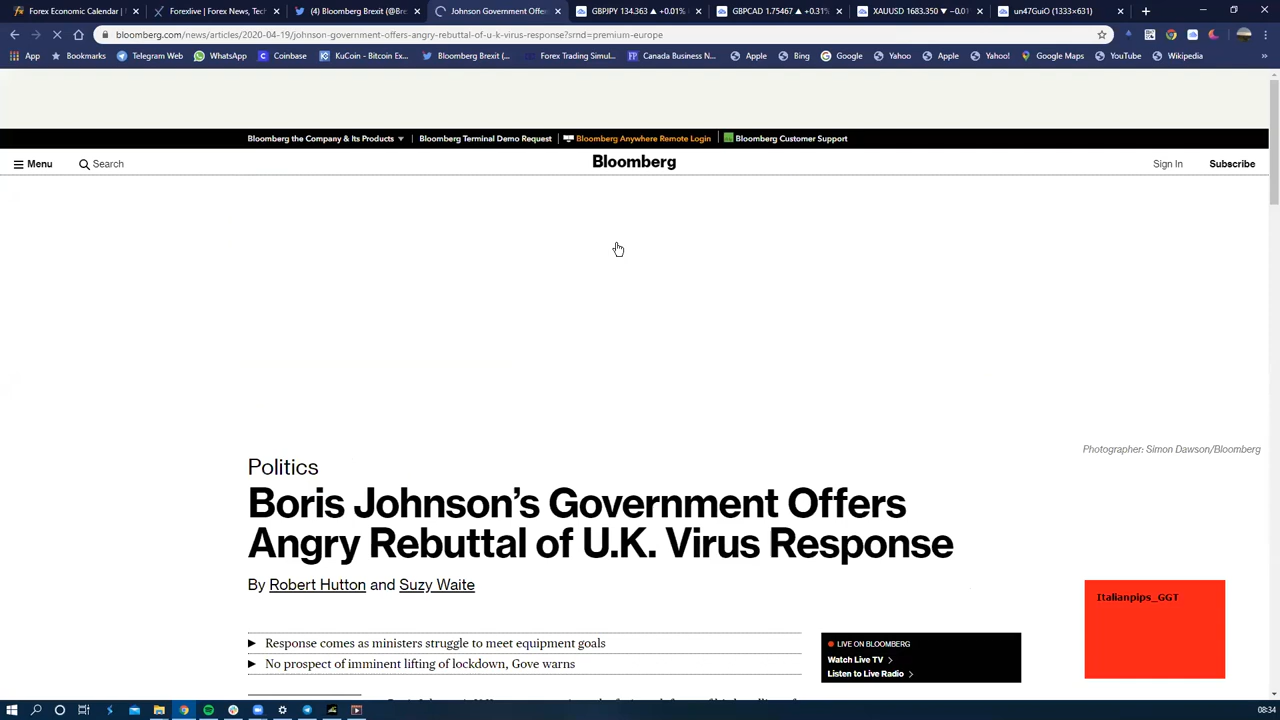 Forex Economic Calendar |
Forexlive | Forex News, Tech
(4) Bloomberg Brexit (@Bre
Johnson Government Offe
GBPJPY 134.363 ▲ +0.01%
GBPCAD 1.75467 ▲ +0.31%
XAUUSD 1683.350 ▼ −0.01
un47GuiO (1333×631)
bloomberg.com/news/articles/2020-04-19/johnson-government-offers-angry-rebuttal-of-u-k-virus-response?srnd=premium-europe
App
Bookmarks
Telegram Web
WhatsApp
Coinbase
KuCoin - Bitcoin Ex...
Bloomberg Brexit (...
Forex Trading Simul...
Canada Business N...
Apple
Bing
Google
Yahoo
Apple
Yahoo!
Google Maps
YouTube
Wikipedia
Bloomberg the Company & Its Products ▼
Bloomberg Terminal Demo Request
Bloomberg Anywhere Remote Login
Bloomberg Customer Support
Menu
Search
Bloomberg
Sign In
Subscribe
Photographer: Simon Dawson/Bloomberg
Politics
Boris Johnson's Government Offers
Angry Rebuttal of U.K. Virus Response
By Robert Hutton and Suzy Waite
Response comes as ministers struggle to meet equipment goals
No prospect of imminent lifting of lockdown, Gove warns
LIVE ON BLOOMBERG
Watch Live TV
Listen to Live Radio
Italianpips_GGT
08:34